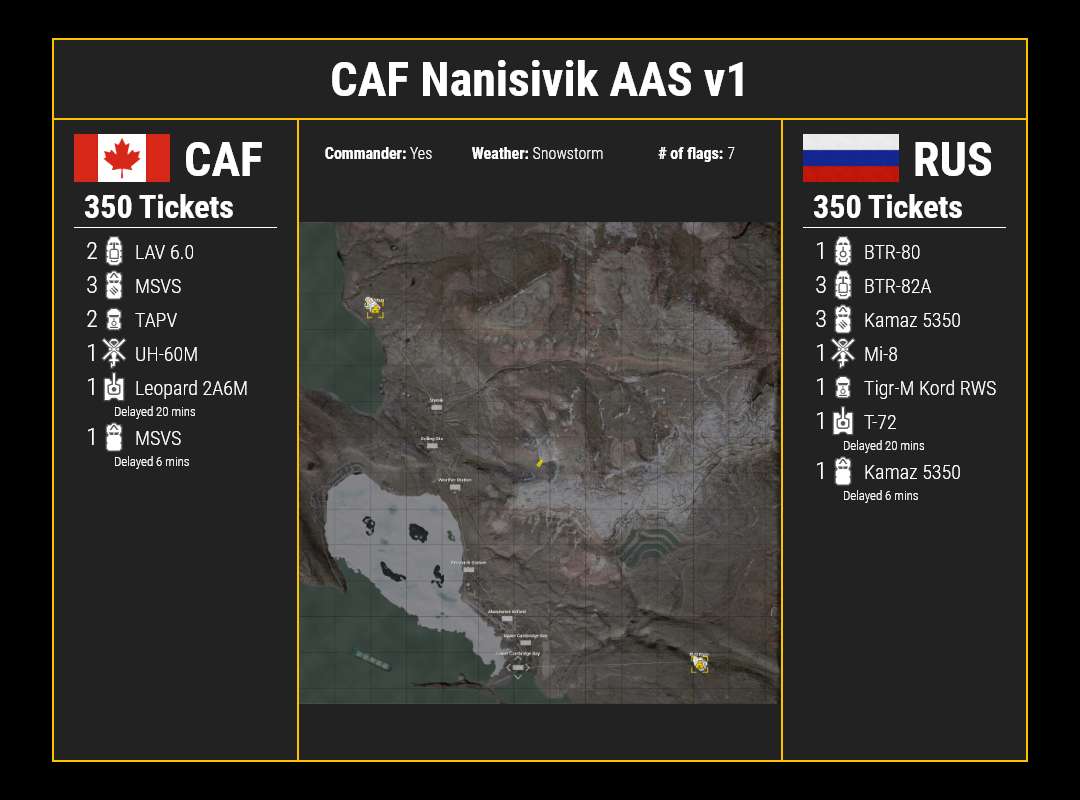 CAF Nanisivik AAS v1
CAF
350 Tickets
2 LAV 6.0
3 MSVS
2 TAPV
1 UH-60M
1 Leopard 2A6M
Delayed 20 mins
1 MSVS
Delayed 6 mins
Commander: Yes Weather: Snowstorm # of flags: 7
Drilling Site
Weather Station
Research Station
Abandoned Airfield
Upper Cambridge Bay
Lower Cambridge Bay
RUS Main
RUS
350 Tickets
1 BTR-80
3 BTR-82A
3 Kamaz 5350
1 Mi-8
1 Tigr-M Kord RWS
1 T-72
Delayed 20 mins
1 Kamaz 5350
Delayed 6 mins